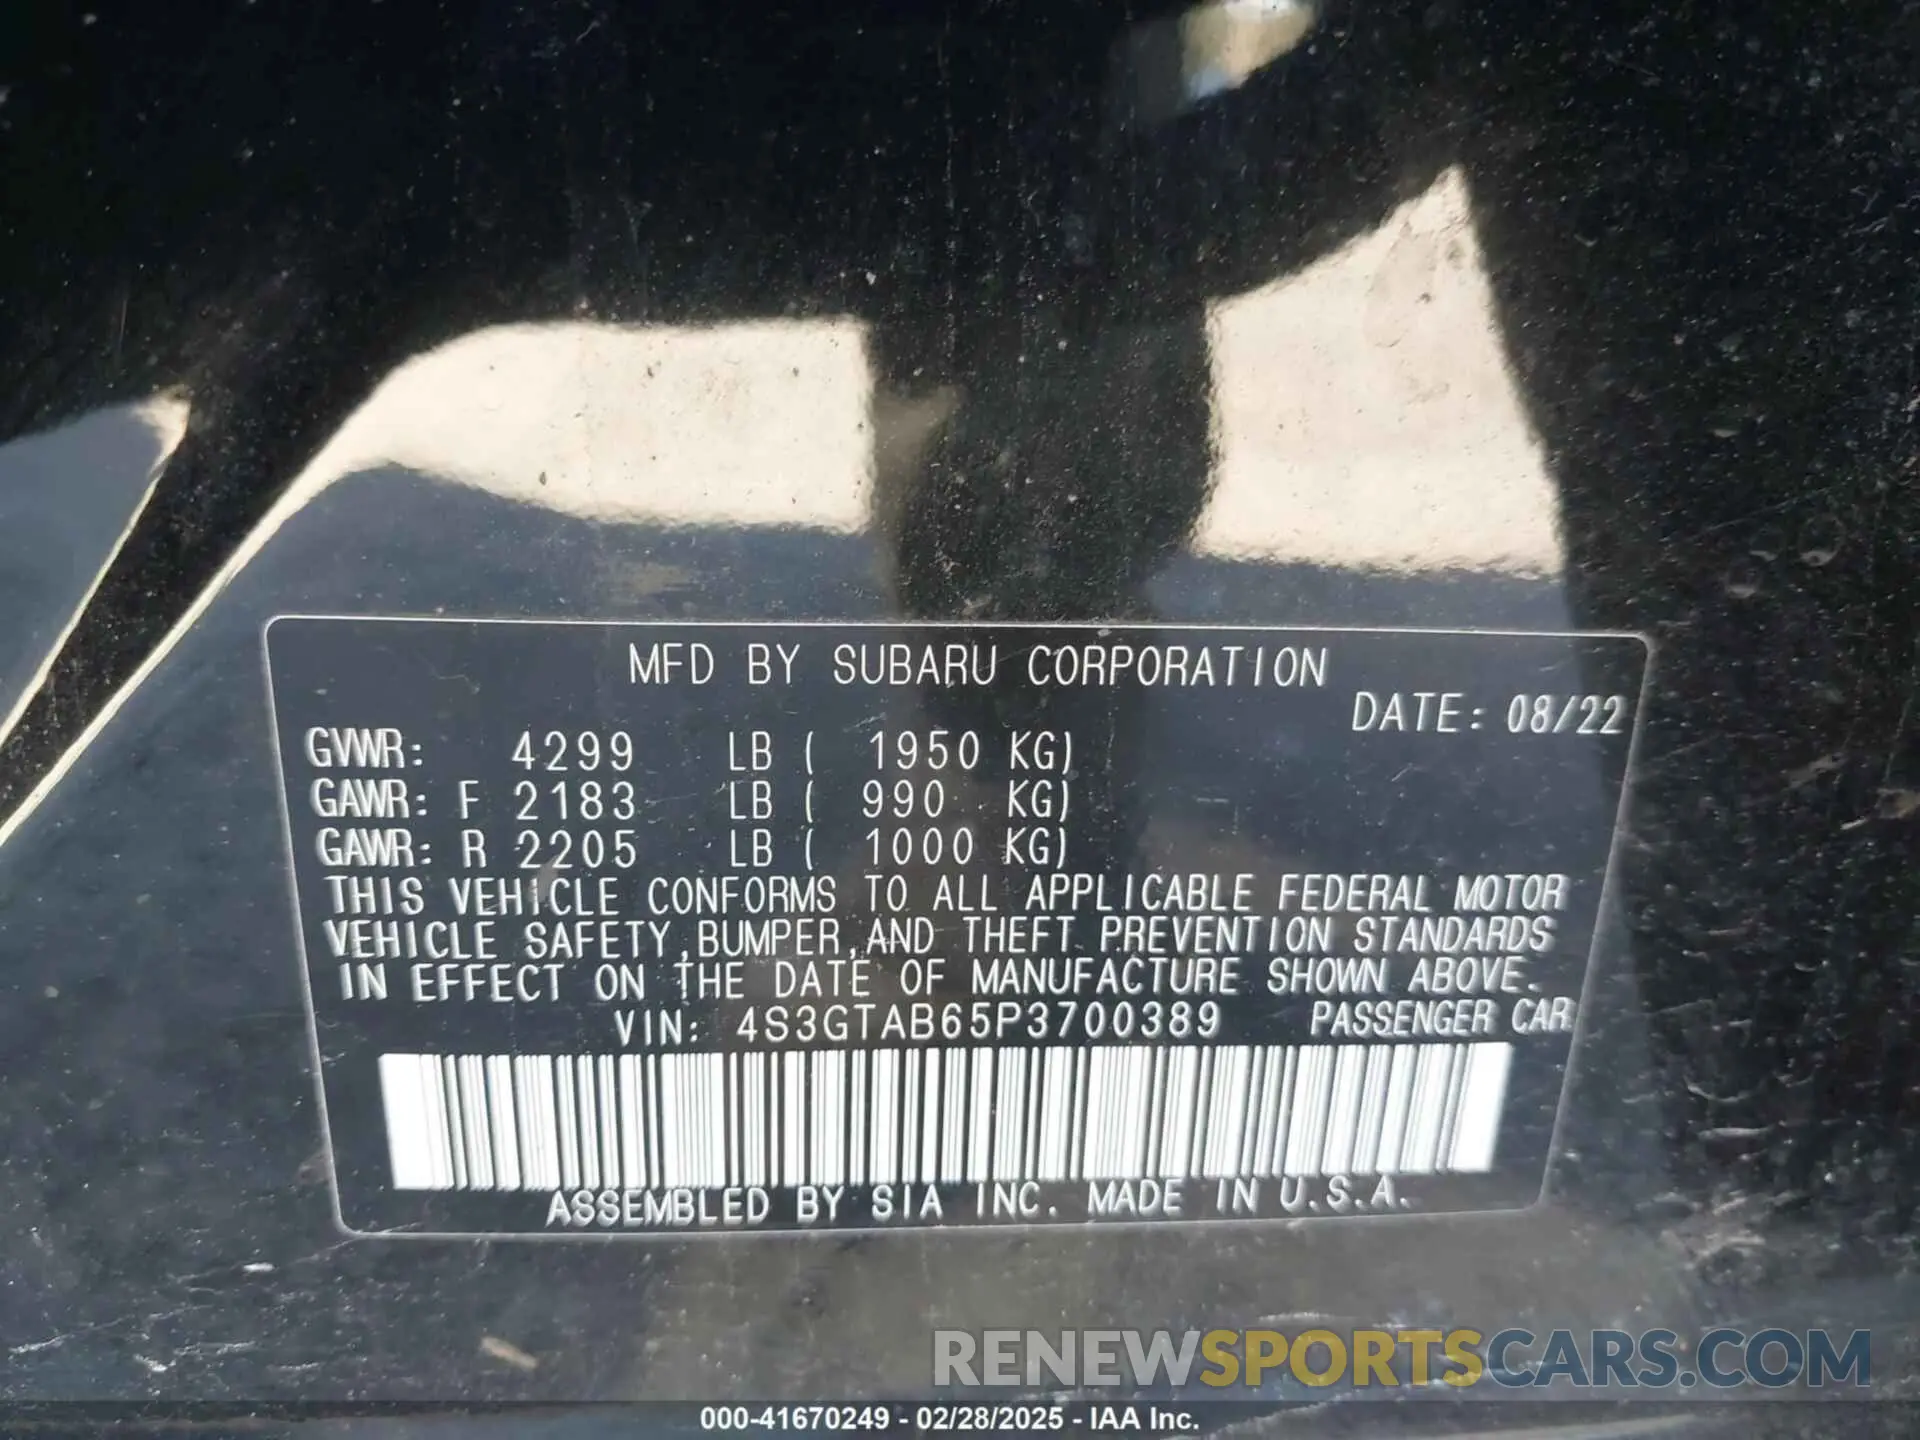 MFD BY SUBARU CORPORATION
DATE: 08/22
GVWR: 4299 LB ( 1950 KG)
GAWR: F 2183 LB ( 990 KG)
GAWR: R 2205 LB ( 1000 KG)
THIS VEHICLE CONFORMS TO ALL APPLICABLE FEDERAL MOTOR
VEHICLE SAFETY,BUMPER,AND THEFT PREVENTION STANDARDS
IN EFFECT ON THE DATE OF MANUFACTURE SHOWN ABOVE.
VIN: 4S3GTAB65P3700389 PASSENGER CAR
ASSEMBLED BY SIA INC. MADE IN U.S.A.
RENEWSPORTSCARS.COM
000-41670249 - 02/28/2025 - IAA Inc.